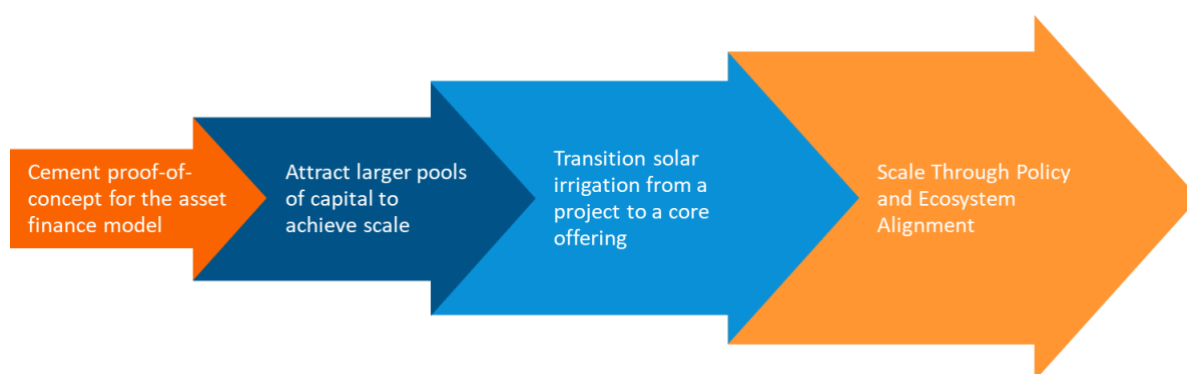 Cement proof-of-
concept for the asset
finance model
Attract larger pools
of capital to
achieve scale
Transition solar
irrigation from a
project to a core
offering
Scale Through Policy
and Ecosystem
Alignment